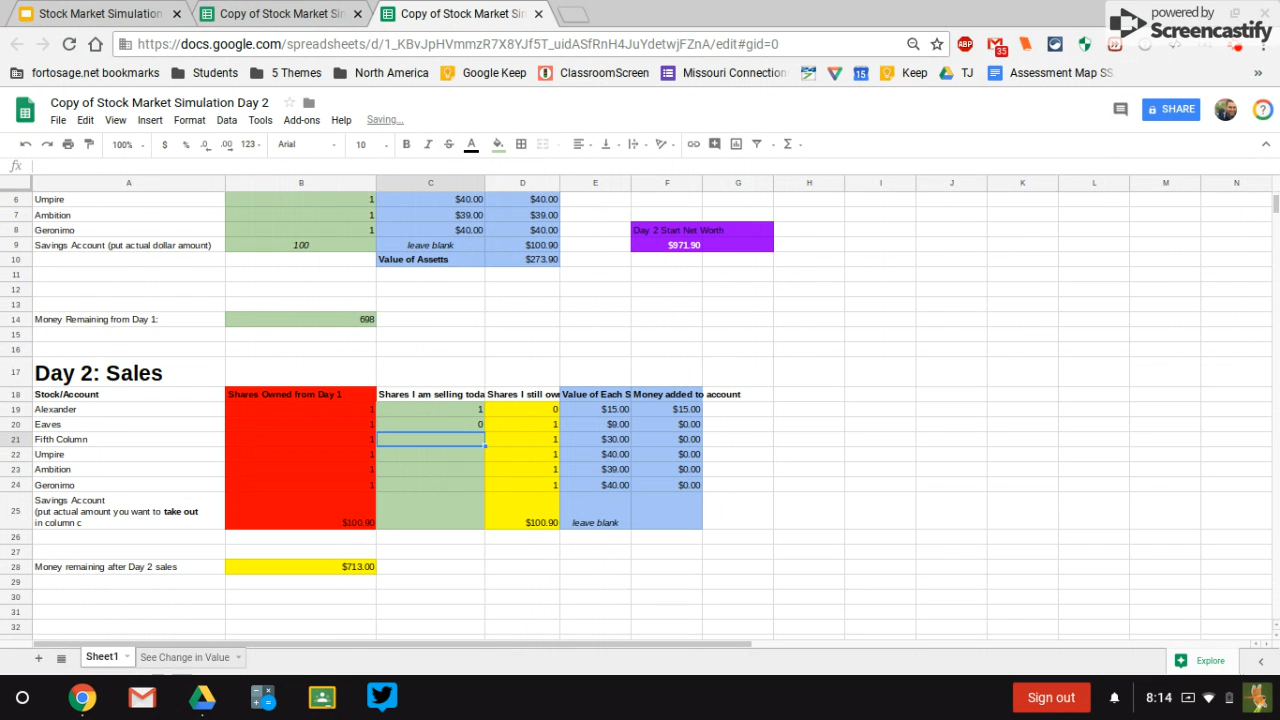 Stock Market Simulation
Copy of Stock Market Sim
Copy of Stock Market Sim
powered by
Screencastify
https://docs.google.com/spreadsheets/d/1_KBvJpHVmmzR7XHoYJf5T_uidASfRnH4JuYdetwjFZnA/edit#gid=0
ABP
35
fortosage.net bookmarks
Students
5 Themes
North America
Google Keep
ClassroomScreen
Missouri Connection
15
Keep
TJ
Assessment Map SS
»
Copy of Stock Market Simulation Day 2
File Edit View Insert Format Data Tools Add-ons Help Saving...
SHARE
100% $ % .0 .00 123 Arial 10 B I S A
fx
A B C D E F G H I J K L M N
6 Umpire 1 $40.00 $40.00
7 Ambition 1 $39.00 $39.00
8 Geronimo 1 $40.00 $40.00 Day 2 Start Net Worth
9 Savings Account (put actual dollar amount) 100 leave blank $100.90 $971.90
10 Value of Assets $273.90
11
12
13
14 Money Remaining from Day 1: 698
15
16
17 Day 2: Sales
18 Stock/Account Shares Owned from Day 1 Shares I am selling toda Shares I still ow Value of Each S Money added to account
19 Alexander 1 1 0 $15.00 $15.00
20 Eaves 1 0 1 $9.00 $0.00
21 Fifth Column 1 1 $30.00 $0.00
22 Umpire 1 1 $40.00 $0.00
23 Ambition 1 1 $39.00 $0.00
24 Geronimo 1 1 $40.00 $0.00
Savings Account
(put actual amount you want to take out
25 in column c $100.90 $100.90 leave blank
26
27
28 Money remaining after Day 2 sales $713.00
29
30
31
32
Sheet1 See Change in Value
Explore
Sign out
8:14